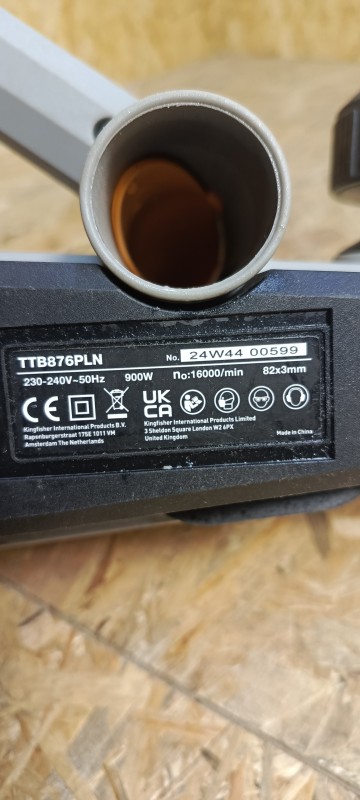 TTB876PLN No. 24W44 00599
230-240V~50Hz 900W no:16000/min 82x3mm
CE UK CA
Kingfisher International Products B.V.
Rapenburgerstraat 175E 1011 VM
Amsterdam The Netherlands
Kingfisher International Products Limited
3 Sheldon Square London W2 6PX
United Kingdom
Made in China